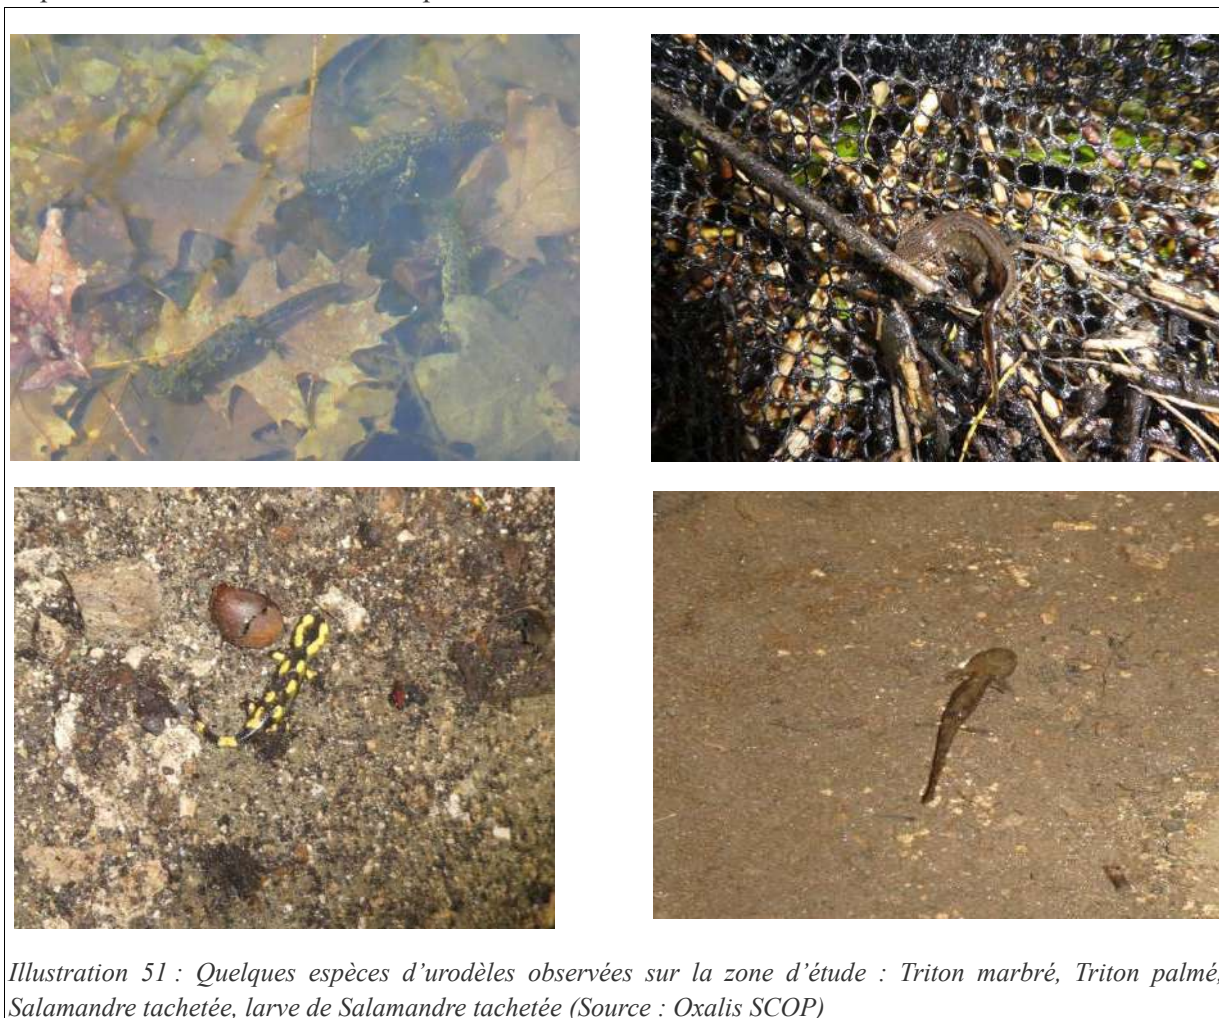 Illustration 51 : Quelques espèces d'urodèles observées sur la zone d'étude : Triton marbré, Triton palmé,
Salamandre tachetée, larve de Salamandre tachetée (Source : Oxalis SCOP)